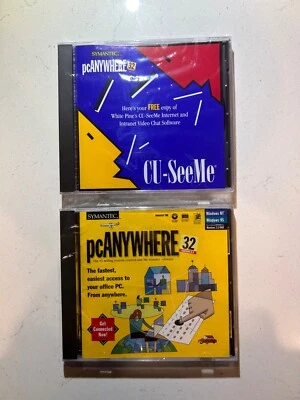 SYMANTEC.
pcANYWHERE 32
Here's your FREE copy of
White Pine's CU-SeeMe Internet and
Intranet Video Chat Software
CU-SeeMe
SYMANTEC.
Windows NT
Windows 95
pcANYWHERE 32
The fastest,
easiest access to
your office PC.
From anywhere.
Get
Connected
Now!